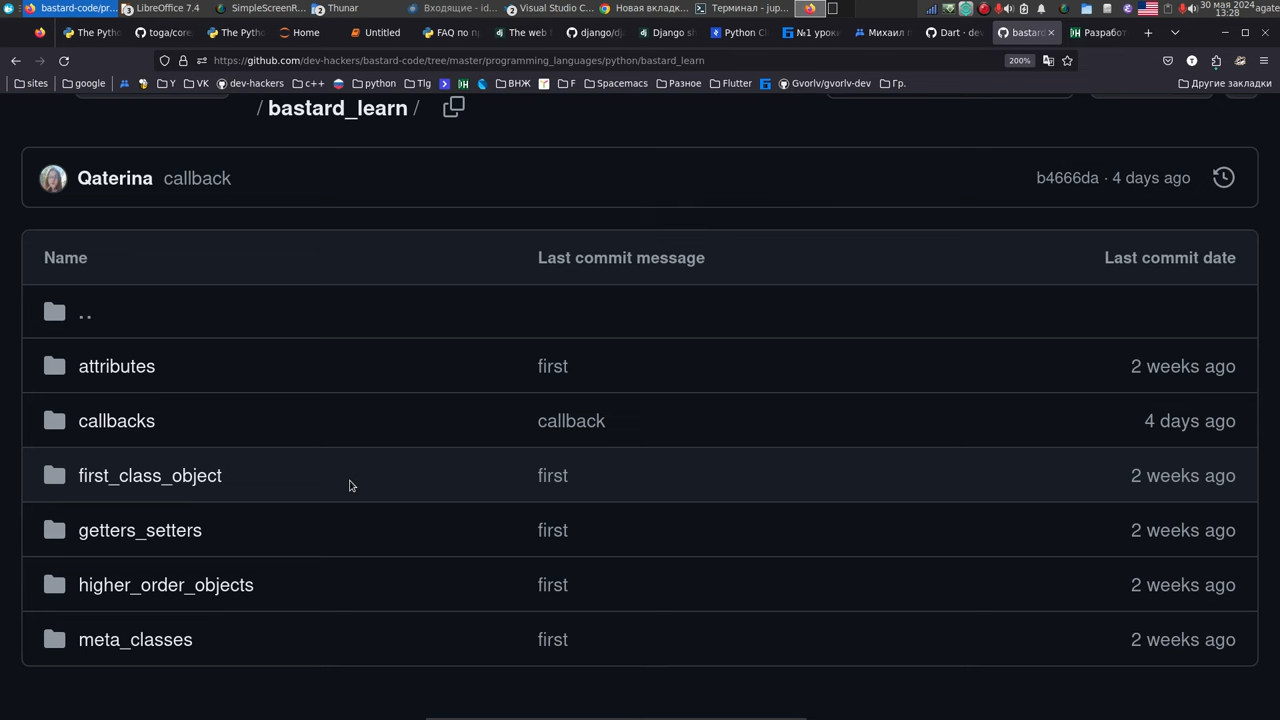 bastard-code/pr...
3 LibreOffice 7.4
SimpleScreenR...
2 Thunar
Входящие - id...
2 Visual Studio C...
Новая вкладк...
Терминал - jup...
30 мая 2024
13:28
agate
The Pytho
toga/core
The Pytho
Home
Untitled
FAQ по п
The web f
django/dj
Django sh
Python Cl
№1 уроки
Михаил л
Dart · dev
bastard
Разработ
https://github.com/dev-hackers/bastard-code/tree/master/programming_languages/python/bastard_learn
200%
sites
google
Y
VK
dev-hackers
c++
Tlg
python
ВНЖ
F
Spacemacs
Разное
Flutter
Gvorlv/gvorlv-dev
Гр.
Другие закладки
/ bastard_learn /
Qaterina callback
b4666da · 4 days ago
Name Last commit message Last commit date
..
attributes first 2 weeks ago
callbacks callback 4 days ago
first_class_object first 2 weeks ago
getters_setters first 2 weeks ago
higher_order_objects first 2 weeks ago
meta_classes first 2 weeks ago